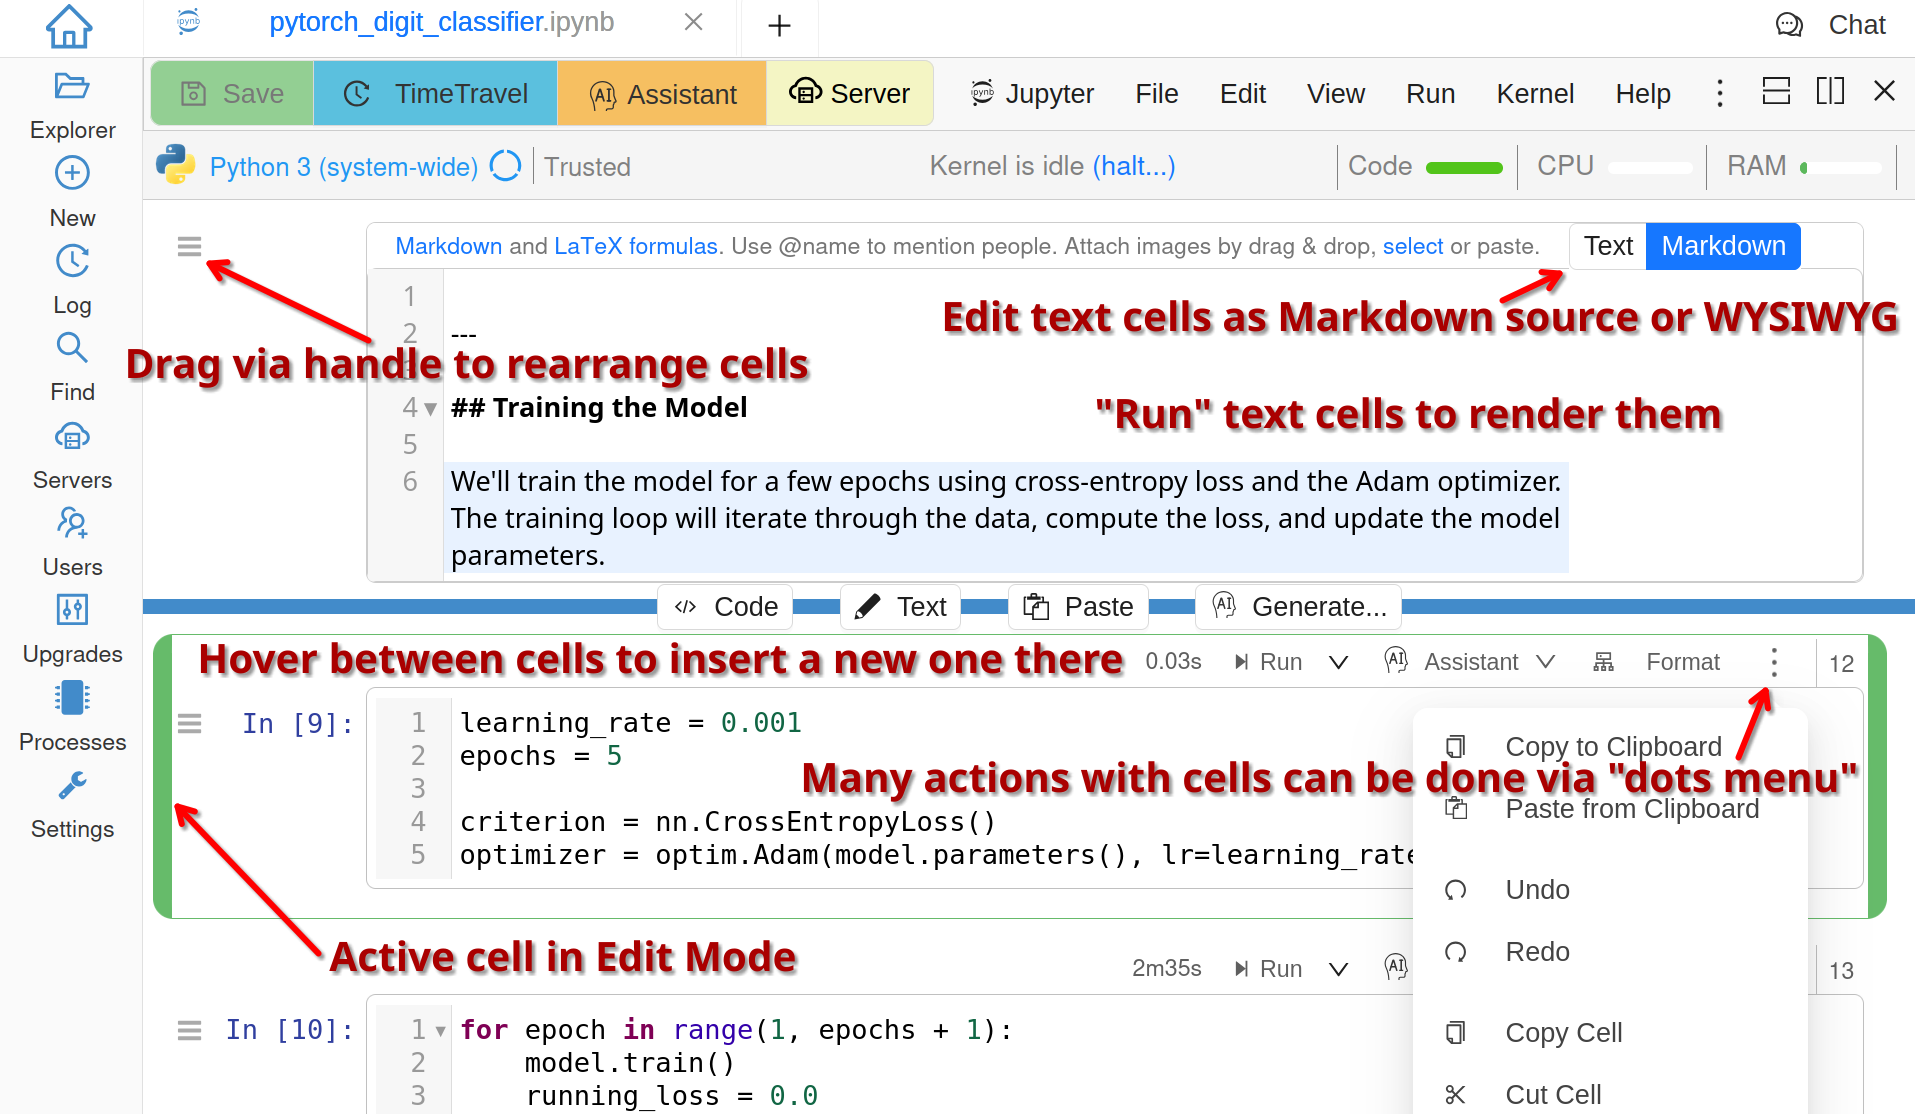 pytorch_digit_classifier.ipynb
Chat
Save TimeTravel Assistant Server Jupyter File Edit View Run Kernel Help
Python 3 (system-wide) Trusted Kernel is idle (halt...) Code CPU RAM
Explorer
New
Log
Find
Servers
Users
Upgrades
Processes
Settings
Markdown and LaTeX formulas. Use @name to mention people. Attach images by drag & drop, select or paste. Text Markdown
Edit text cells as Markdown source or WYSIWYG
Drag via handle to rearrange cells
"Run" text cells to render them
1
2 ---
4 ## Training the Model
5
6 We'll train the model for a few epochs using cross-entropy loss and the Adam optimizer.
The training loop will iterate through the data, compute the loss, and update the model
parameters.
Code Text Paste Generate...
Hover between cells to insert a new one there
0.03s Run Assistant Format 12
In [9]:
1 learning_rate = 0.001
2 epochs = 5
3
4 criterion = nn.CrossEntropyLoss()
5 optimizer = optim.Adam(model.parameters(), lr=learning_rate
Many actions with cells can be done via "dots menu"
Copy to Clipboard
Paste from Clipboard
Undo
Redo
Copy Cell
Cut Cell
Active cell in Edit Mode
2m35s Run 13
In [10]:
1 for epoch in range(1, epochs + 1):
2 model.train()
3 running_loss = 0.0